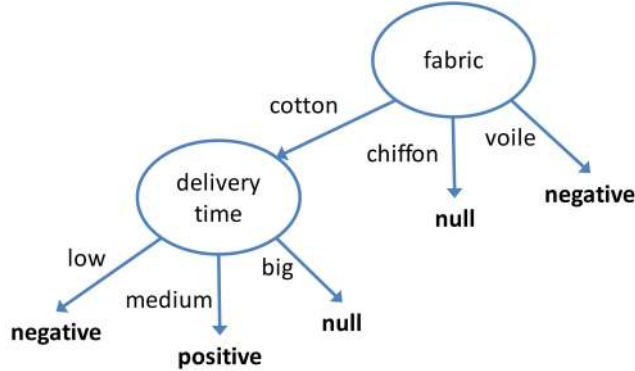 fabric
cotton
chiffon
voile
delivery
time
null
negative
low
medium
big
negative
positive
null